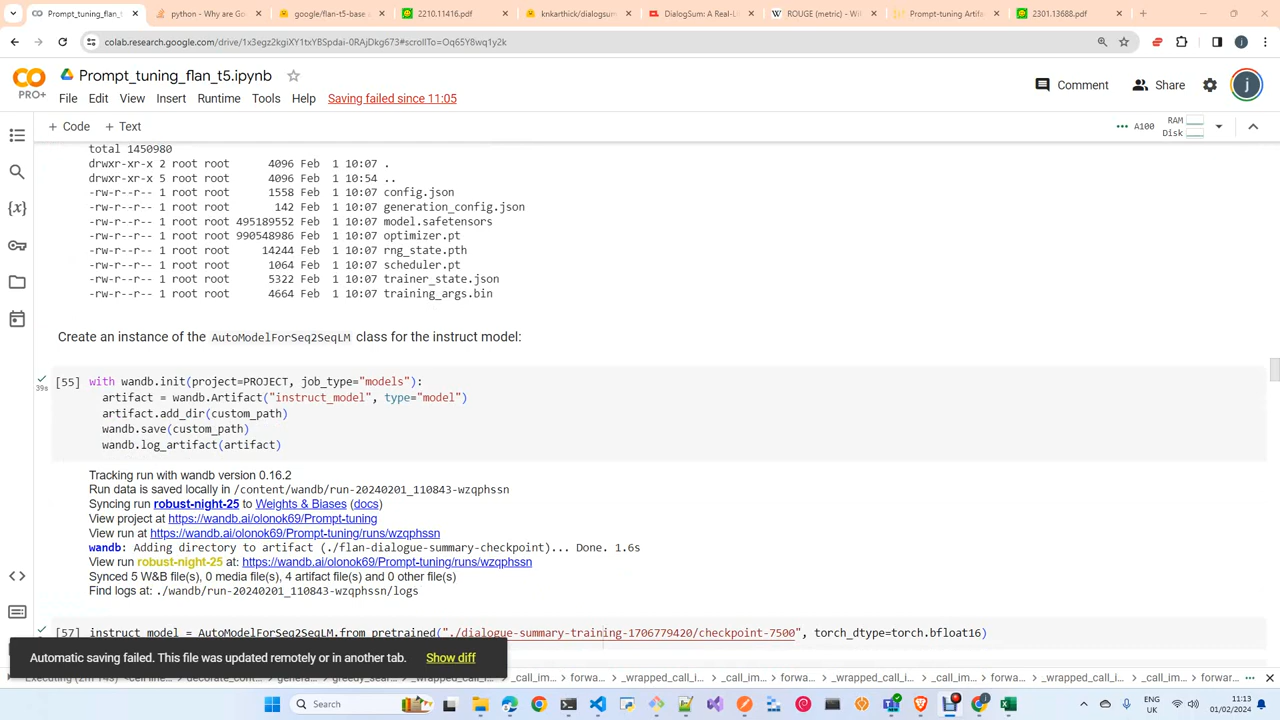 Prompt_tuning_flan_t5.ip
python - Why are Go
google/flan-t5-base
2210.11416.pdf
knkarthick/dialogsum
DialogSum: A Real-Li
ROUGE (metric) - Wi
Prompt-tuning Artifa
2301.13688.pdf
colab.research.google.com/drive/1x3egz2kgiXY1txYBSpdai-0RAjDkg673#scrollTo=Oq65Y8wq1y2k
PRO+
Prompt_tuning_flan_t5.ipynb
File Edit View Insert Runtime Tools Help Saving failed since 11:05
Comment Share j
+ Code + Text
A100 RAM Disk
total 1450980
drwxr-xr-x 2 root root 4096 Feb 1 10:07 .
drwxr-xr-x 5 root root 4096 Feb 1 10:54 ..
-rw-r--r-- 1 root root 1558 Feb 1 10:07 config.json
-rw-r--r-- 1 root root 142 Feb 1 10:07 generation_config.json
-rw-r--r-- 1 root root 495189552 Feb 1 10:07 model.safetensors
-rw-r--r-- 1 root root 990548986 Feb 1 10:07 optimizer.pt
-rw-r--r-- 1 root root 14244 Feb 1 10:07 rng_state.pth
-rw-r--r-- 1 root root 1064 Feb 1 10:07 scheduler.pt
-rw-r--r-- 1 root root 5322 Feb 1 10:07 trainer_state.json
-rw-r--r-- 1 root root 4664 Feb 1 10:07 training_args.bin
Create an instance of the AutoModelForSeq2SeqLM class for the instruct model:
39s
[55] with wandb.init(project=PROJECT, job_type="models"):
artifact = wandb.Artifact("instruct_model", type="model")
artifact.add_dir(custom_path)
wandb.save(custom_path)
wandb.log_artifact(artifact)
Tracking run with wandb version 0.16.2
Run data is saved locally in /content/wandb/run-20240201_110843-wzqphssn
Syncing run robust-night-25 to Weights & Biases (docs)
View project at https://wandb.ai/olonok69/Prompt-tuning
View run at https://wandb.ai/olonok69/Prompt-tuning/runs/wzqphssn
wandb: Adding directory to artifact (./flan-dialogue-summary-checkpoint)... Done. 1.6s
View run robust-night-25 at: https://wandb.ai/olonok69/Prompt-tuning/runs/wzqphssn
Synced 5 W&B file(s), 0 media file(s), 4 artifact file(s) and 0 other file(s)
Find logs at: ./wandb/run-20240201_110843-wzqphssn/logs
[57] instruct_model = AutoModelForSeq2SeqLM.from_pretrained("./dialogue-summary-training-1706779420/checkpoint-7500", torch_dtype=torch.bfloat16)
Automatic saving failed. This file was updated remotely or in another tab. Show diff
_call_im... forwa... _wrapped_call_i... _call_im... forwa... _wrapped_call_i... _call_im... forwa... _wrapped_call_i... _call_im... forwar...
Search
ENG
UK
11:13
01/02/2024